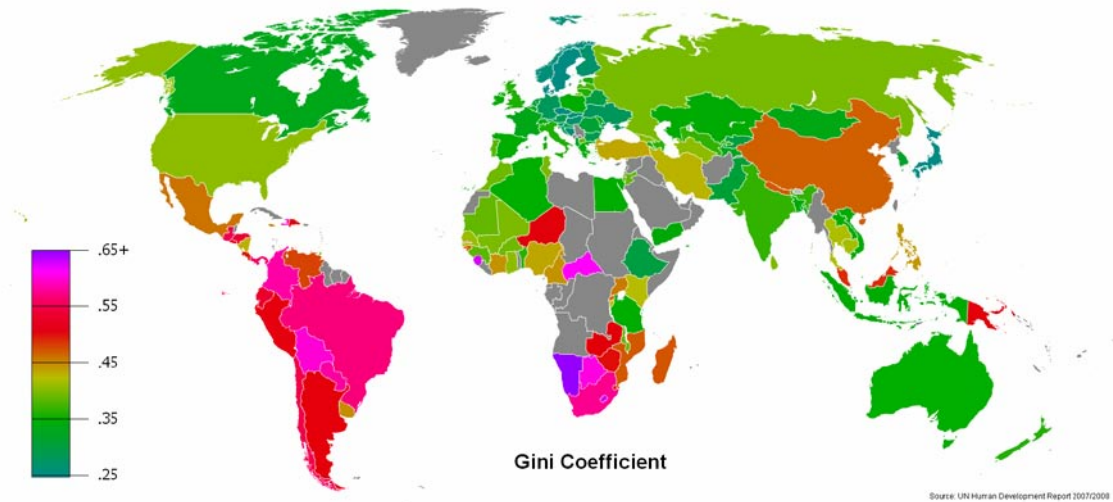 .65+
.55
.45
.35
.25
Gini Coefficient
Source: UN Human Development Report 2007/2008